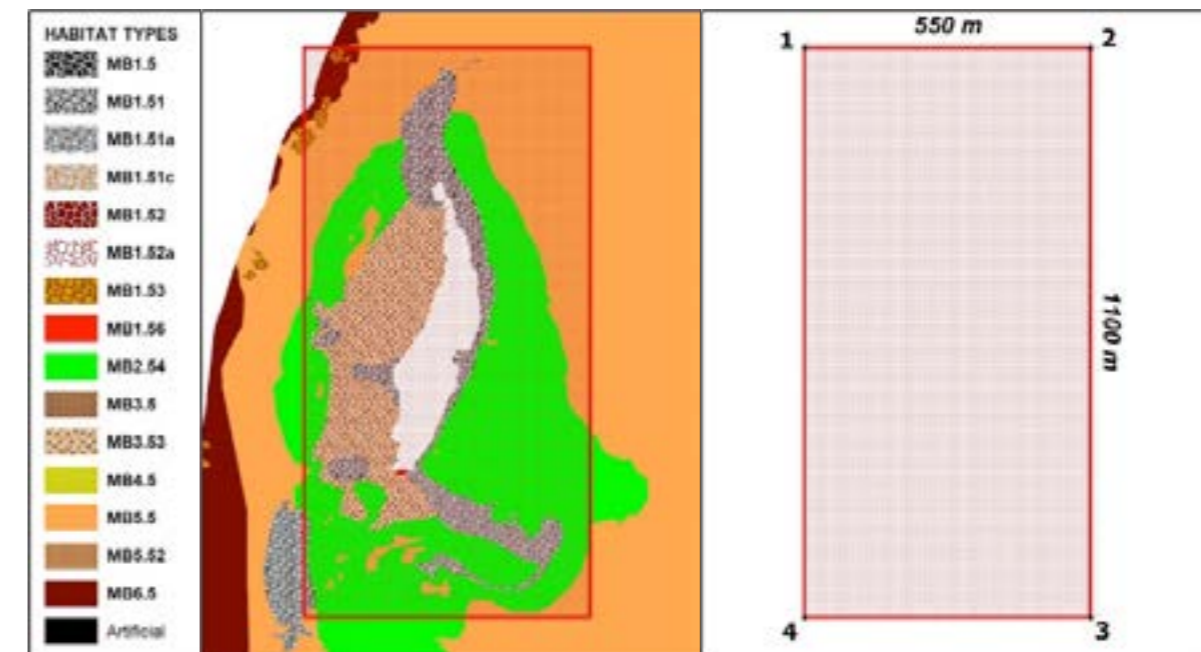 HABITAT TYPES
MB1.5
MB1.51
MB1.51a
MB1.51c
MB1.52
MB1.52a
MB1.53
MB1.56
MB2.54
MB3.5
MB3.53
MB4.5
MB5.5
MB5.52
MB6.5
Artificial
550 m
1
2
1100 m
4
3